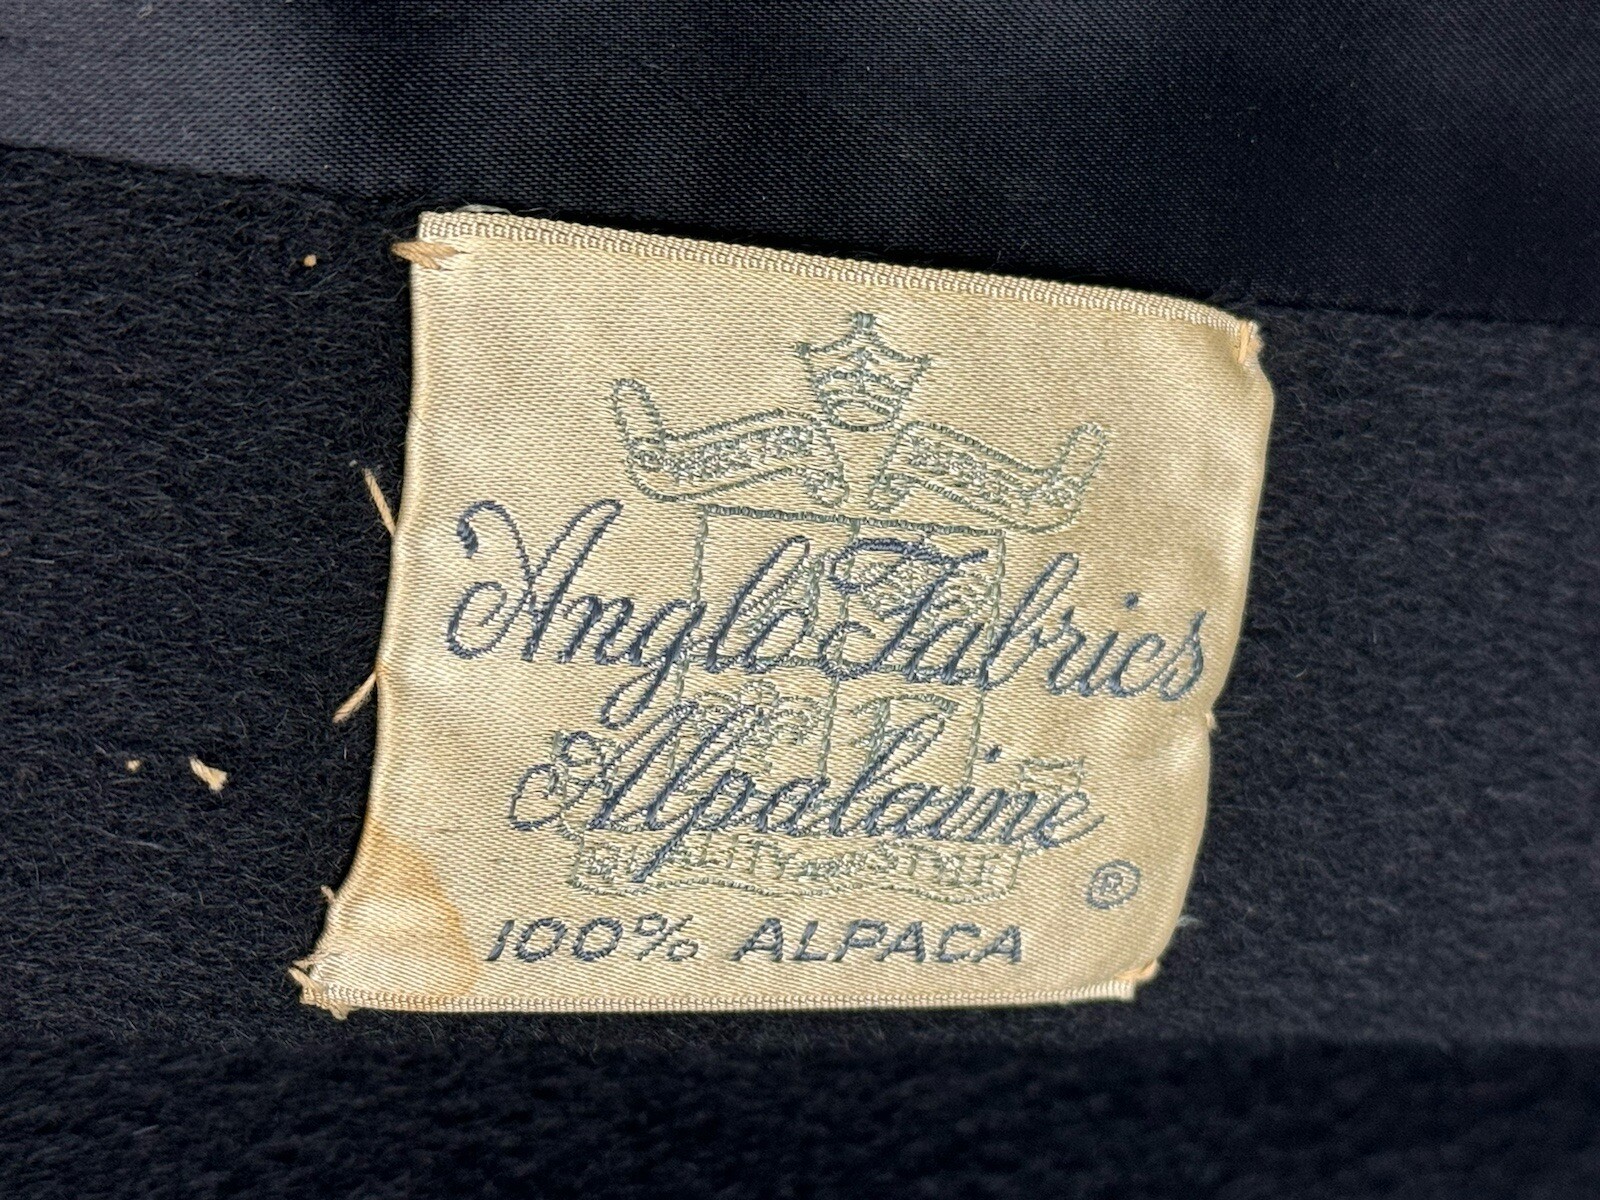 Anglo Fabrics
Alpalaine
®
100% ALPACA